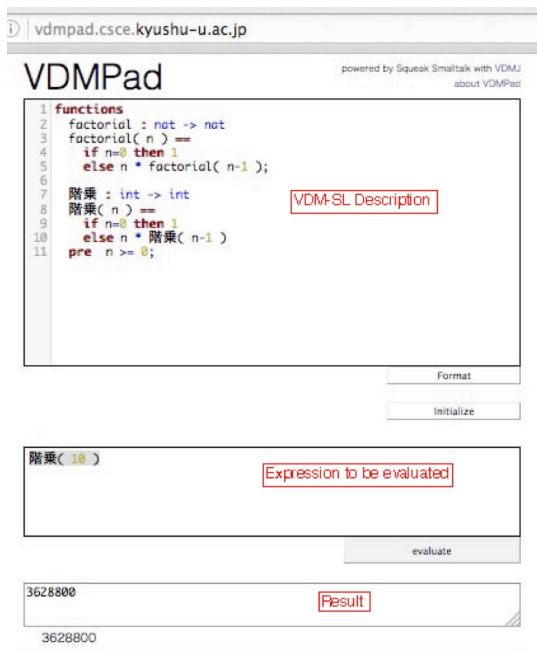 vdmpad.csce.kyushu-u.ac.jp
VDMPad
powered by Squeak Smalltalk with VDMJ
about VDMPad
1 functions
2 factorial : nat -> nat
3 factorial( n ) ==
4 if n=0 then 1
5 else n * factorial( n-1 );
6
7 階乗 : int -> int
8 階乗( n ) ==
9 if n=0 then 1
10 else n * 階乗( n-1 )
11 pre n >= 0;
VDM-SL Description
Format
Initialize
階乗( 10 )
Expression to be evaluated
evaluate
3628800
Result
3628800